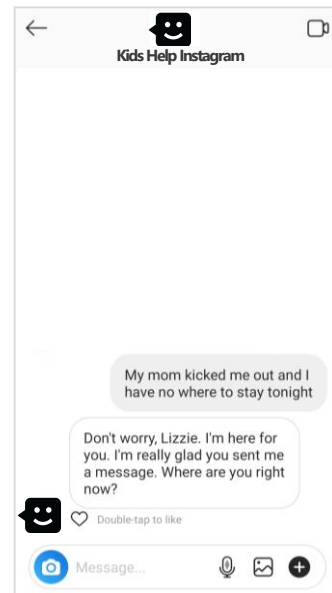 Kids Help Instagram
My mom kicked me out and I
have no where to stay tonight
Don't worry, Lizzie. I'm here for
you. I'm really glad you sent me
a message. Where are you right
now?
Double-tap to like
Message...